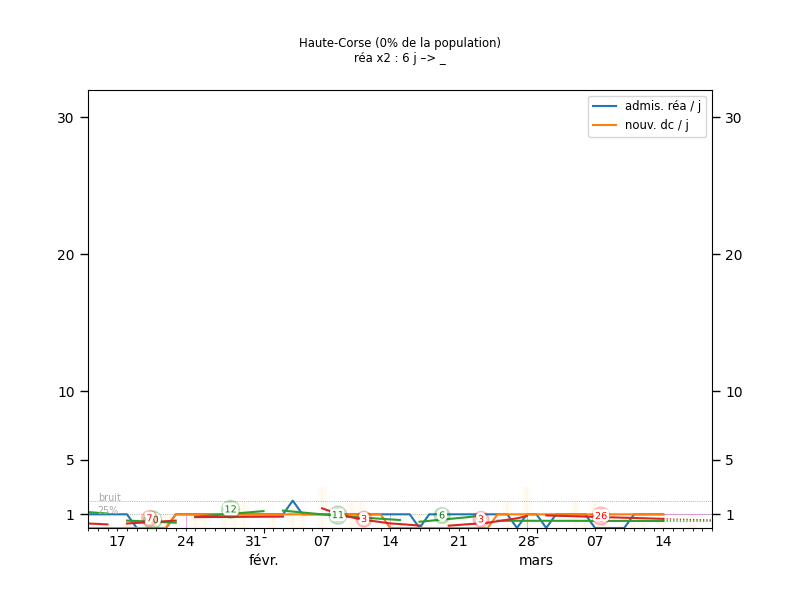 Haute-Corse (0% de la population)
réa x2 : 6 j –> _
admis. réa / j
nouv. dc / j
30 30
20 20
10 10
5 5
1 1
bruit
25%
7 12 11 3 6 3 26
17 24 31 07 14 21 28 07 14
févr. mars